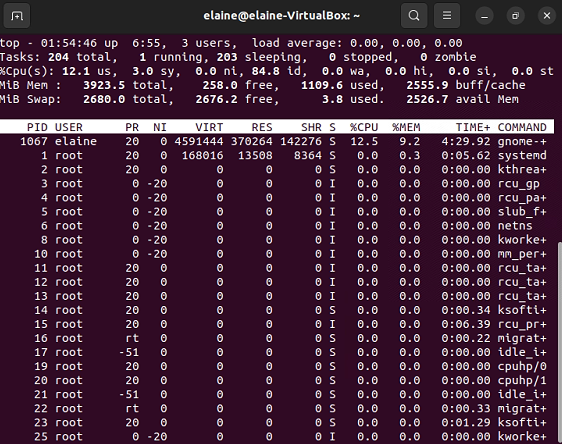 elaine@elaine-VirtualBox: ~
top - 01:54:46 up  6:55,  3 users,  load average: 0.00, 0.00, 0.00
Tasks: 204 total,   1 running, 203 sleeping,   0 stopped,   0 zombie
%Cpu(s): 12.1 us,  3.0 sy,  0.0 ni, 84.8 id,  0.0 wa,  0.0 hi,  0.0 si,  0.0 st
MiB Mem :   3923.5 total,    258.0 free,   1109.6 used,   2555.9 buff/cache
MiB Swap:   2680.0 total,   2676.2 free,      3.8 used.   2526.7 avail Mem
PID USER      PR  NI    VIRT    RES    SHR S  %CPU  %MEM     TIME+ COMMAND
1067 elaine    20   0 4591444 370264 142276 S  12.5   9.2   4:29.92 gnome-+
1 root      20   0  168016  13508   8364 S   0.0   0.3   0:05.62 systemd
2 root      20   0       0      0      0 S   0.0   0.0   0:00.00 kthrea+
3 root       0 -20       0      0      0 I   0.0   0.0   0:00.00 rcu_gp
4 root       0 -20       0      0      0 I   0.0   0.0   0:00.00 rcu_pa+
5 root       0 -20       0      0      0 I   0.0   0.0   0:00.00 slub_f+
6 root       0 -20       0      0      0 I   0.0   0.0   0:00.00 netns
8 root       0 -20       0      0      0 I   0.0   0.0   0:00.00 kworke+
10 root       0 -20       0      0      0 I   0.0   0.0   0:00.00 mm_per+
11 root      20   0       0      0      0 I   0.0   0.0   0:00.00 rcu_ta+
12 root      20   0       0      0      0 I   0.0   0.0   0:00.00 rcu_ta+
13 root      20   0       0      0      0 I   0.0   0.0   0:00.00 rcu_ta+
14 root      20   0       0      0      0 S   0.0   0.0   0:00.34 ksofti+
15 root      20   0       0      0      0 I   0.0   0.0   0:06.39 rcu_pr+
16 root      rt   0       0      0      0 S   0.0   0.0   0:00.22 migrat+
17 root     -51   0       0      0      0 S   0.0   0.0   0:00.00 idle_i+
19 root      20   0       0      0      0 S   0.0   0.0   0:00.00 cpuhp/0
20 root      20   0       0      0      0 S   0.0   0.0   0:00.00 cpuhp/1
21 root     -51   0       0      0      0 S   0.0   0.0   0:00.00 idle_i+
22 root      rt   0       0      0      0 S   0.0   0.0   0:00.33 migrat+
23 root      20   0       0      0      0 S   0.0   0.0   0:01.29 ksofti+
25 root       0 -20       0      0      0 I   0.0   0.0   0:00.00 kworke+